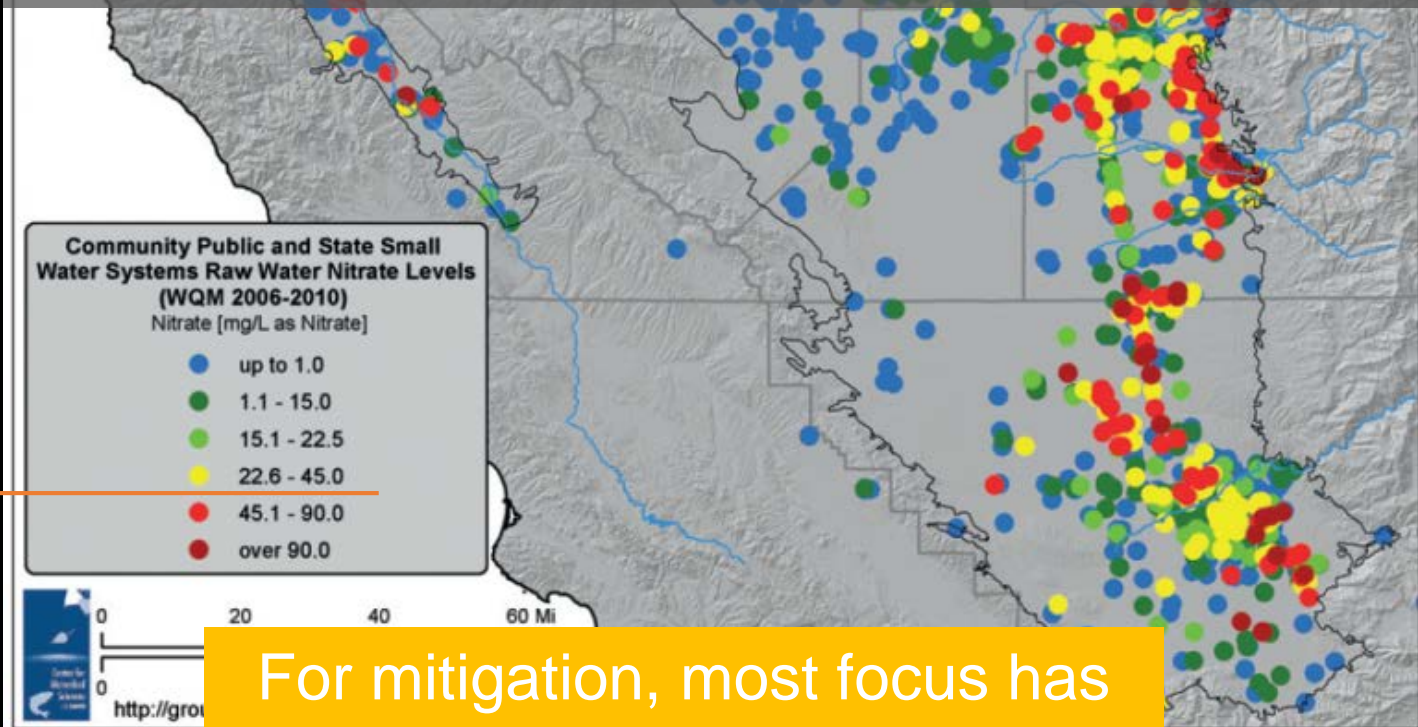 Community Public and State Small
Water Systems Raw Water Nitrate Levels
(WQM 2006-2010)
Nitrate [mg/L as Nitrate]
up to 1.0
1.1 - 15.0
15.1 - 22.5
22.6 - 45.0
45.1 - 90.0
over 90.0
0 20 40 60 Mi
0
http://grou
For mitigation, most focus has